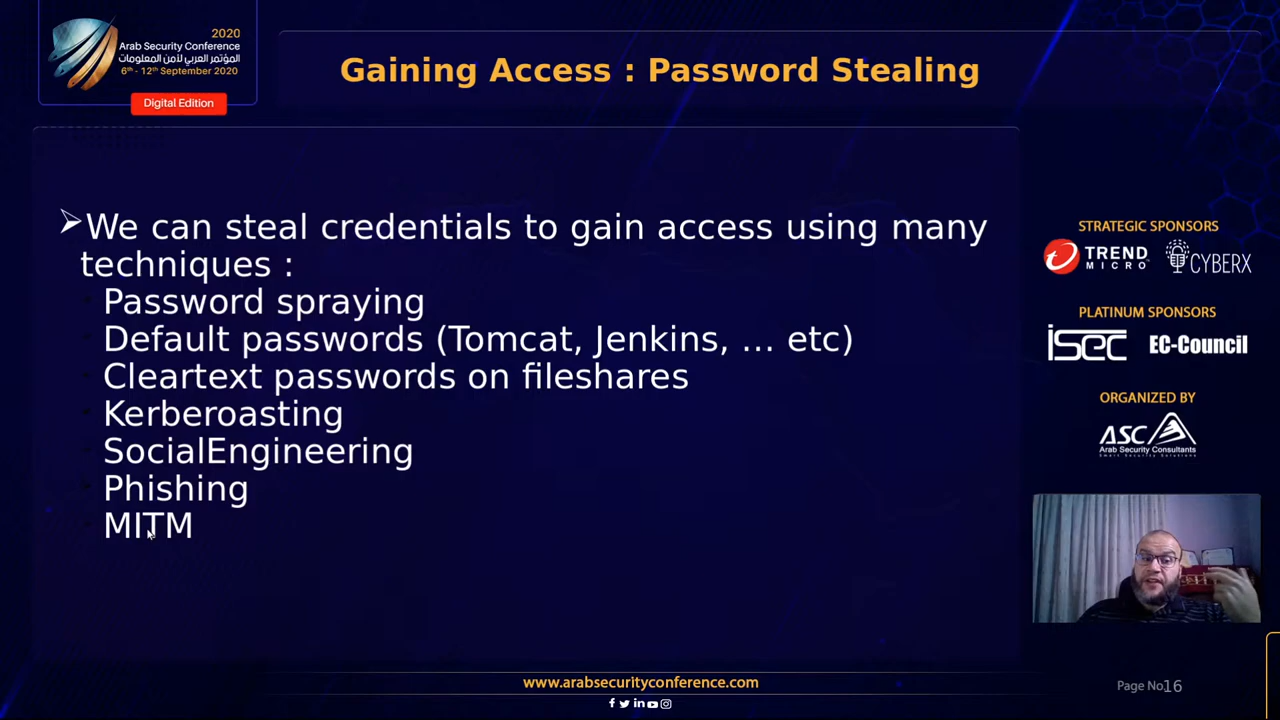 2020
Arab Security Conference
المؤتمر العربي لأمن المعلومات
6th - 12th September 2020
Digital Edition
Gaining Access : Password Stealing
We can steal credentials to gain access using many
techniques :
Password spraying
Default passwords (Tomcat, Jenkins, ... etc)
Cleartext passwords on fileshares
Kerberoasting
SocialEngineering
Phishing
MITM
STRATEGIC SPONSORS
TREND MICRO
CYBERX
PLATINUM SPONSORS
isec
EC-Council
ORGANIZED BY
ASC
Arab Security Consultants
Smart Security Solutions
www.arabsecurityconference.com
Page No16